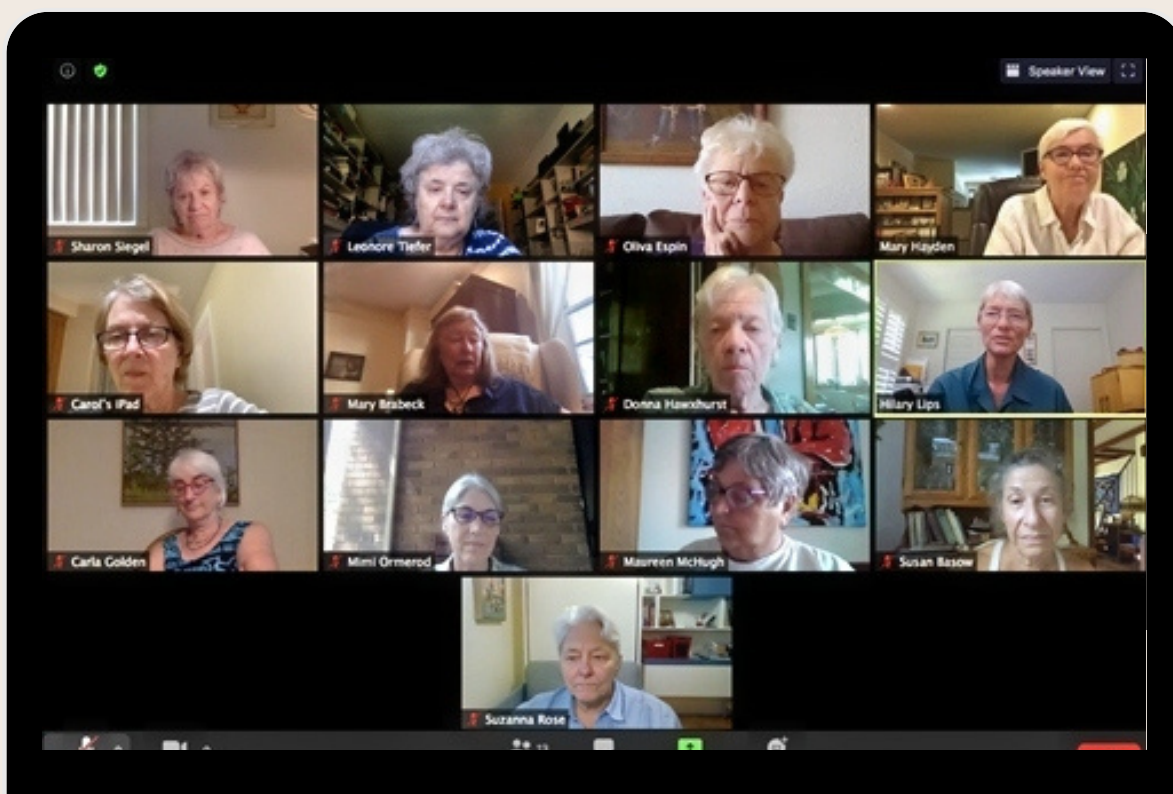 Speaker View
Sharon Siegel
Leonore Tiefer
Oliva Espin
Mary Hayden
Carol's iPad
Mary Brabeck
Donna Hawxhurst
Hilary Lips
Carla Golden
Mimi Ormerod
Maureen McHugh
Susan Basow
Suzanna Rose
13